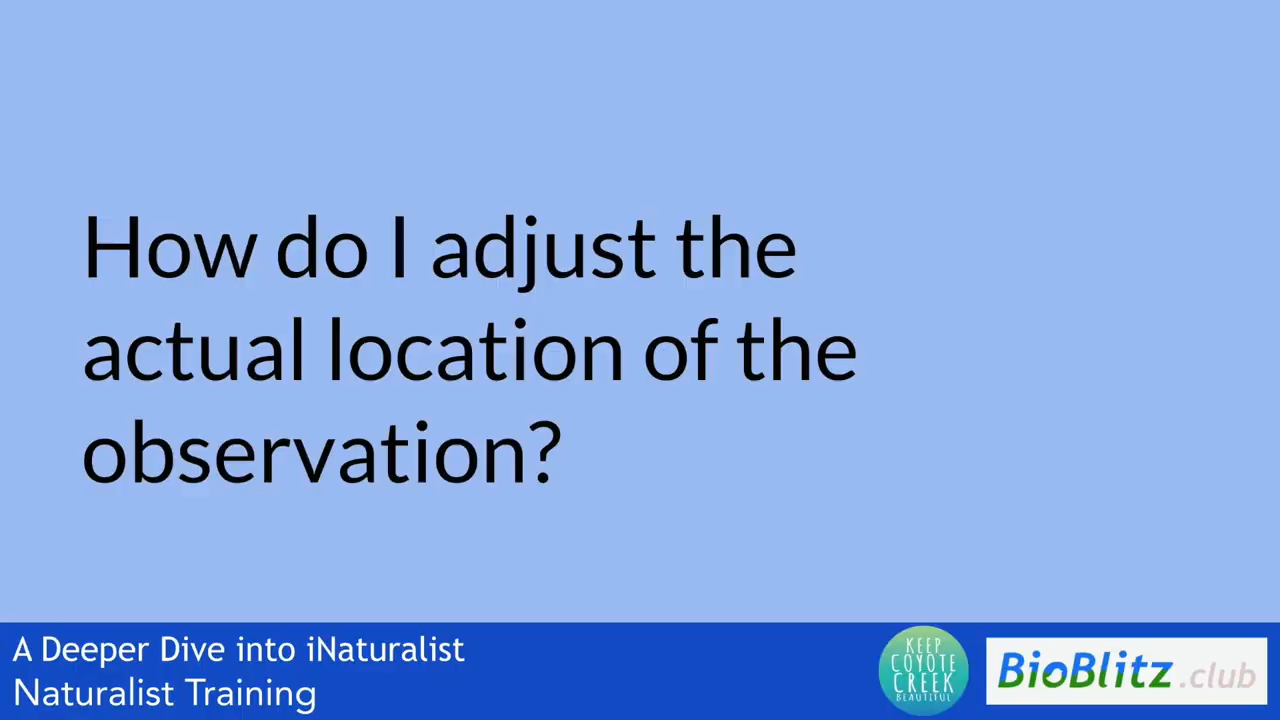 How do I adjust the
actual location of the
observation?
A Deeper Dive into iNaturalist
Naturalist Training
KEEP
COYOTE
CREEK
BEAUTIFUL
BioBlitz.club